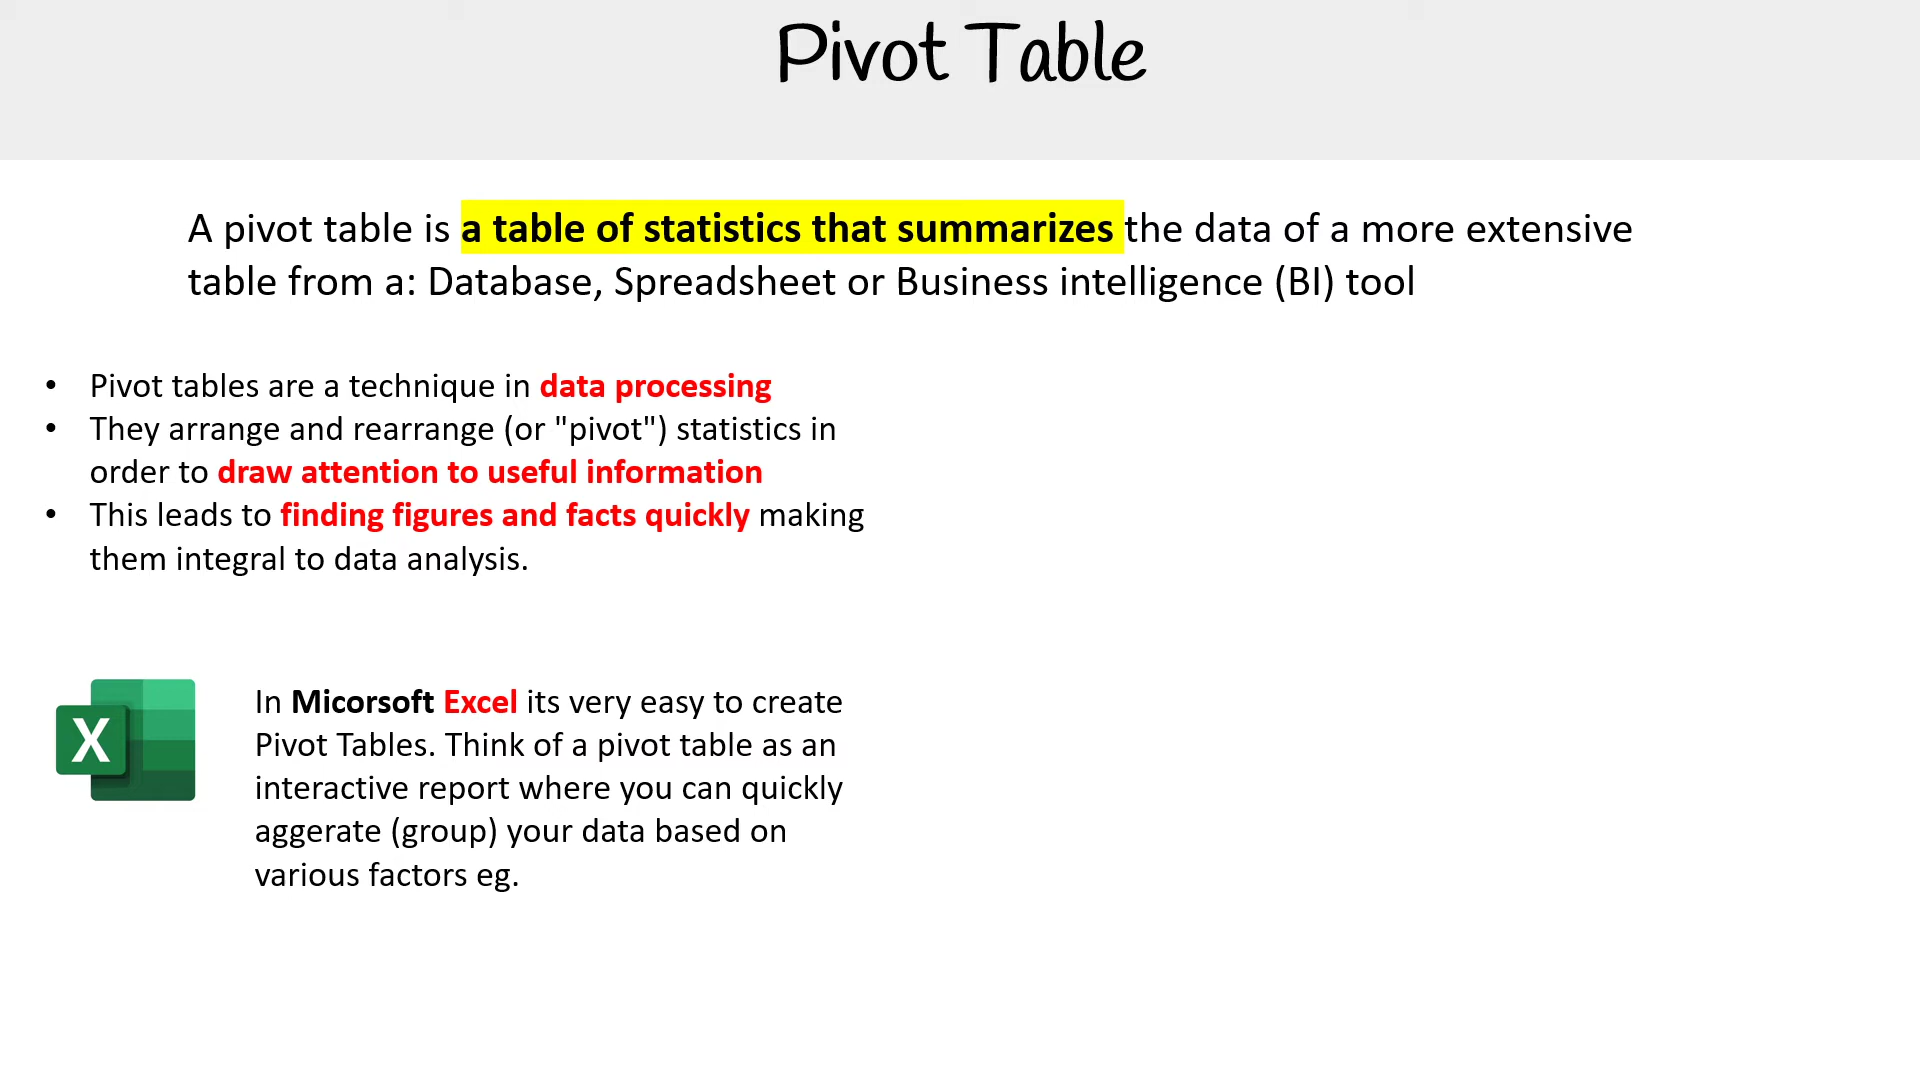 Pivot Table
A pivot table is a table of statistics that summarizes the data of a more extensive
table from a: Database, Spreadsheet or Business intelligence (BI) tool
• Pivot tables are a technique in data processing
• They arrange and rearrange (or "pivot") statistics in
order to draw attention to useful information
• This leads to finding figures and facts quickly making
them integral to data analysis.
X
In Micorsoft Excel its very easy to create
Pivot Tables. Think of a pivot table as an
interactive report where you can quickly
aggerate (group) your data based on
various factors eg.